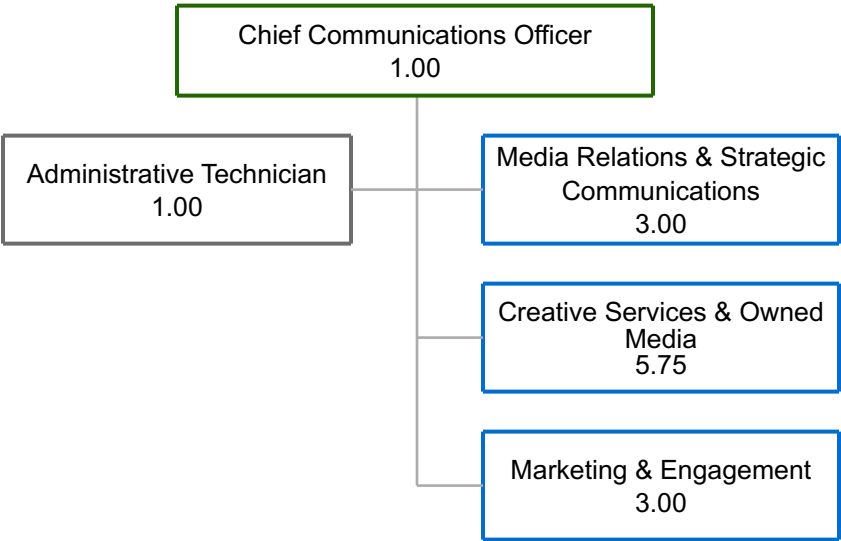 Chief Communications Officer
1.00
Administrative Technician
1.00
Media Relations & Strategic
Communications
3.00
Creative Services & Owned
Media
5.75
Marketing & Engagement
3.00